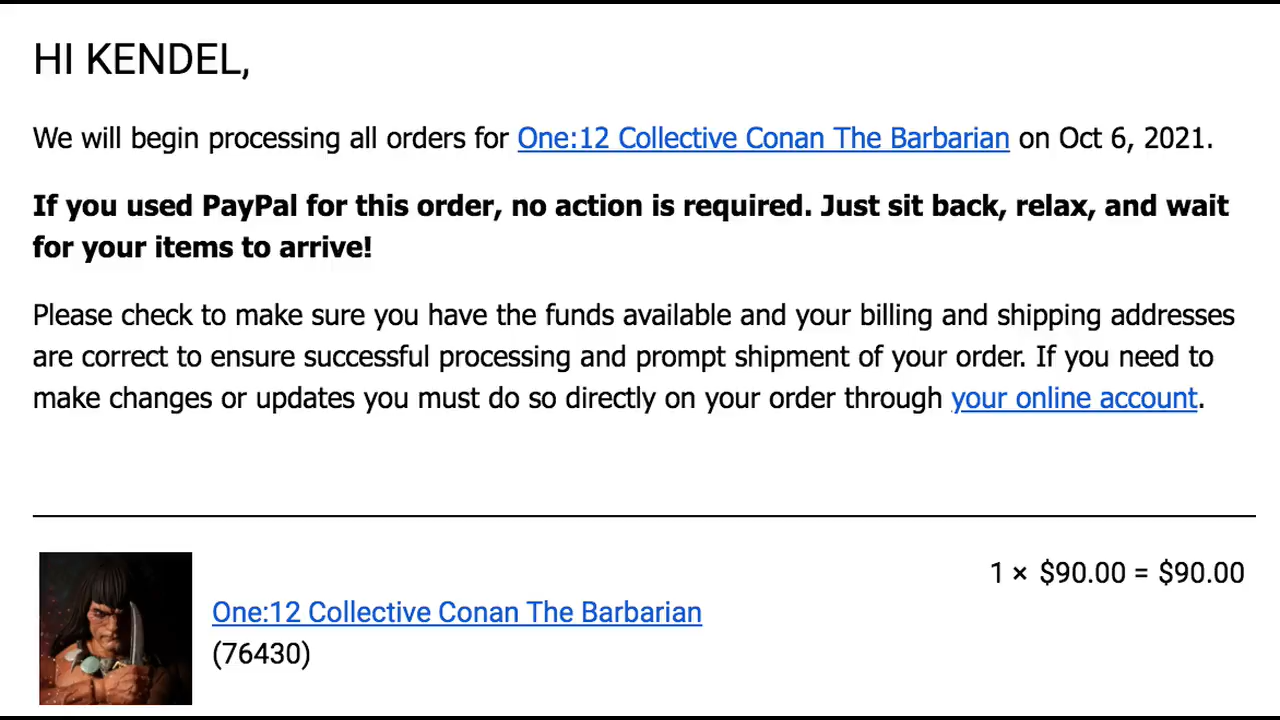 HI KENDEL,
We will begin processing all orders for One:12 Collective Conan The Barbarian on Oct 6, 2021.
If you used PayPal for this order, no action is required. Just sit back, relax, and wait
for your items to arrive!
Please check to make sure you have the funds available and your billing and shipping addresses
are correct to ensure successful processing and prompt shipment of your order. If you need to
make changes or updates you must do so directly on your order through your online account.
1 × $90.00 = $90.00
One:12 Collective Conan The Barbarian
(76430)